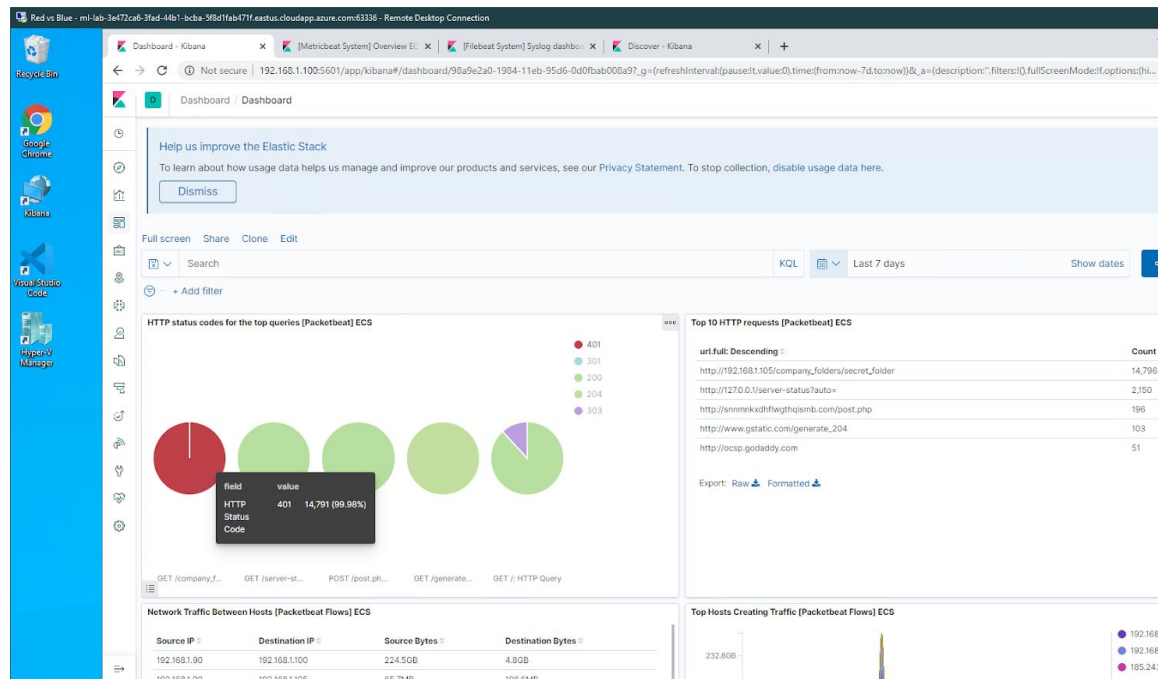 Red vs Blue - ml-lab-3e472ca6-3fad-44b1-bcba-5f8d1fab471f.eastus.cloudapp.azure.com:63336 - Remote Desktop Connection
Recycle Bin
Google Chrome
Kibana
Visual Studio Code
Hyper-V Manager
Dashboard - Kibana
[Metricbeat System] Overview EC
[Filebeat System] Syslog dashboa
Discover - Kibana
Not secure | 192.168.1.100:5601/app/kibana#/dashboard/98a9e2a0-1984-11eb-95d6-0d0fbab008a9?_g=(refreshInterval:(pause:!t,value:0),time:(from:now-7d,to:now))&_a=(description:'',filters:!(),fullScreenMode:!f,options:(hi...
D Dashboard / Dashboard
Help us improve the Elastic Stack
To learn about how usage data helps us manage and improve our products and services, see our Privacy Statement. To stop collection, disable usage data here.
Dismiss
Full screen Share Clone Edit
Search KQL Last 7 days Show dates
+ Add filter
HTTP status codes for the top queries [Packetbeat] ECS
401
301
200
204
303
field value
HTTP Status Code 401 14,791 (99.98%)
GET /company_f... GET /server-st... POST /post.ph... GET /generate... GET /: HTTP Query
Top 10 HTTP requests [Packetbeat] ECS
url.full: Descending Count
http://192.168.1.105/company_folders/secret_folder 14,796
http://127.0.0.1/server-status?auto= 2,150
http://snnmnkxdhflwgthqismb.com/post.php 196
http://www.gstatic.com/generate_204 103
http://ocsp.godaddy.com 51
Export: Raw Formatted
Network Traffic Between Hosts [Packetbeat Flows] ECS
Source IP Destination IP Source Bytes Destination Bytes
192.168.1.90 192.168.1.100 224.5GB 4.8GB
Top Hosts Creating Traffic [Packetbeat Flows] ECS
232.8GB
192.168
192.168
185.24